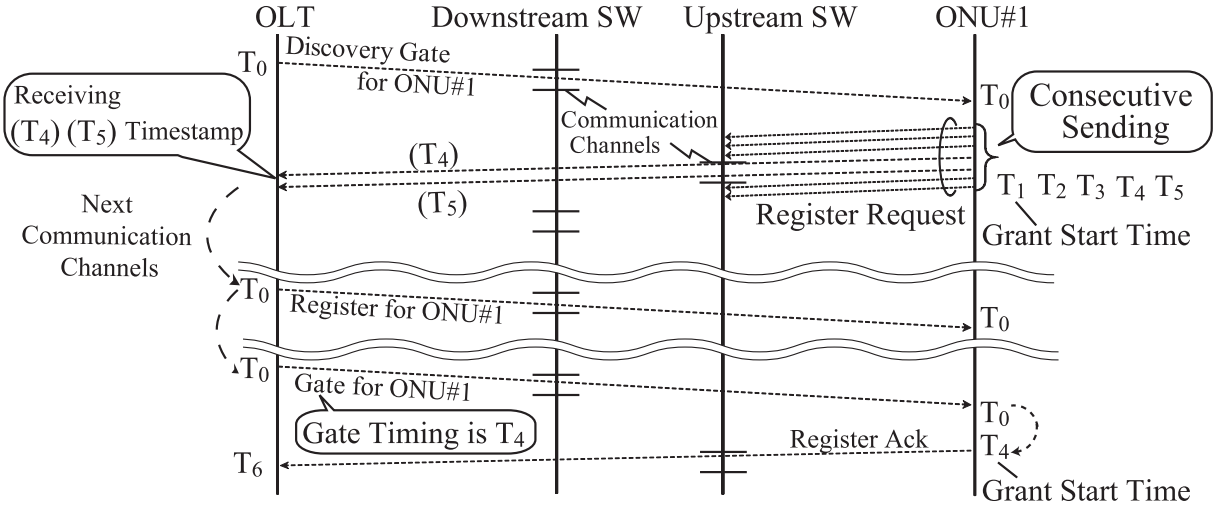 OLT Downstream SW Upstream SW ONU#1
T0 Discovery Gate
for ONU#1
T0
Receiving
(T4) (T5) Timestamp
Communication
Channels
Consecutive
Sending
(T4)
(T5)
T1 T2 T3 T4 T5
Register Request
Grant Start Time
Next
Communication
Channels
T0 Register for ONU#1
T0
T0
Gate for ONU#1
T0
Gate Timing is T4
Register Ack
T4
T6
Grant Start Time